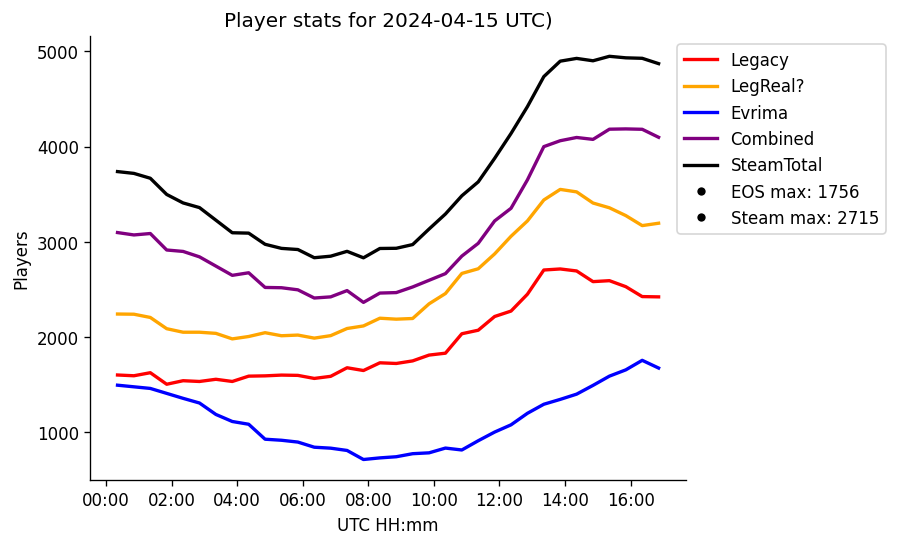 Player stats for 2024-04-15 UTC)
5000
4000
3000
2000
1000
Players
00:00 02:00 04:00 06:00 08:00 10:00 12:00 14:00 16:00
UTC HH:mm
Legacy
LegReal?
Evrima
Combined
SteamTotal
EOS max: 1756
Steam max: 2715